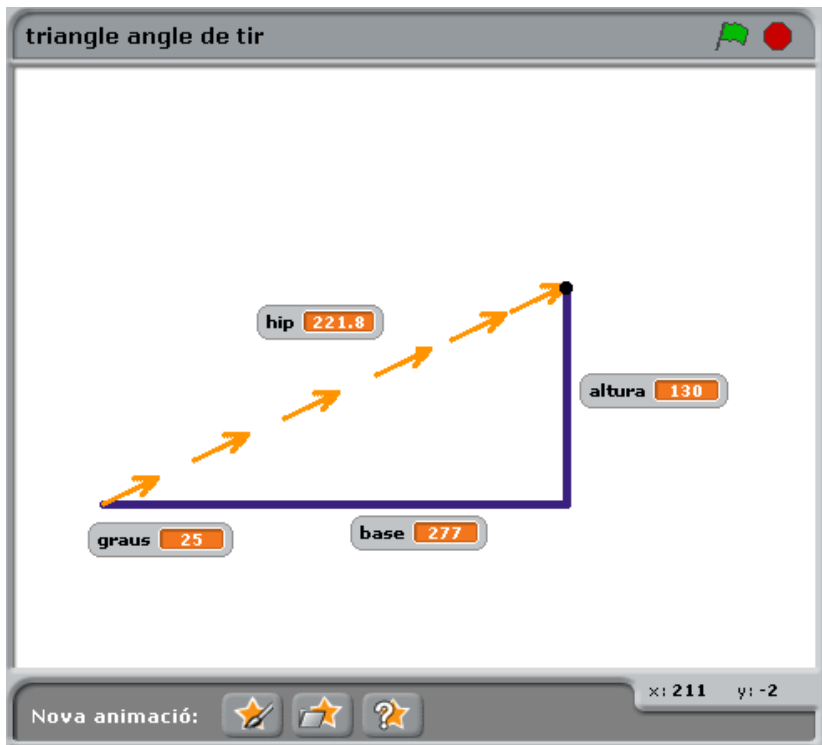 triangle angle de tir
hip 221.8
altura 130
graus 25
base 277
x: 211 y: -2
Nova animació: